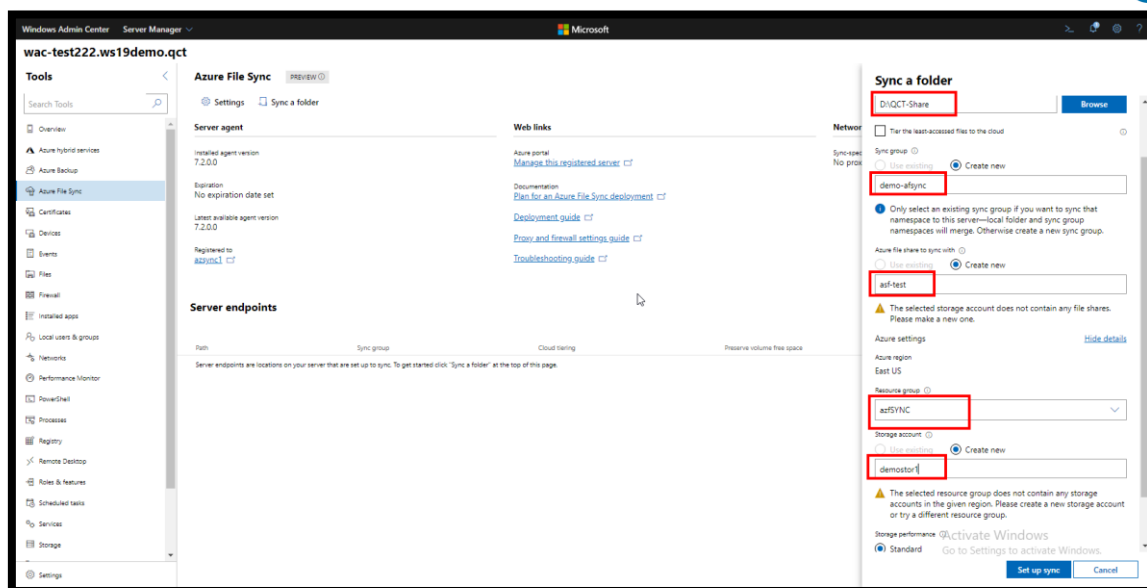 Windows Admin Center Server Manager
Microsoft
wac-test222.ws19demo.qct
Tools
Search Tools
Overview
Azure hybrid services
Azure Backup
Azure File Sync
Certificates
Devices
Events
Files
Firewall
Installed apps
Local users & groups
Networks
Performance Monitor
PowerShell
Processes
Registry
Remote Desktop
Roles & features
Scheduled tasks
Services
Storage
Settings
Azure File Sync PREVIEW
Settings Sync a folder
Server agent
Installed agent version
7.2.0.0
Expiration
No expiration date set
Latest available agent version
7.2.0.0
Registered to
azsync1
Web links
Azure portal
Manage this registered server
Documentation
Plan for an Azure File Sync deployment
Deployment guide
Proxy and firewall settings guide
Troubleshooting guide
Networ
Sync-spec
No prox
Server endpoints
Path Sync group Cloud tiering Preserve volume free space
Server endpoints are locations on your server that are set up to sync. To get started click "Sync a folder" at the top of this page.
Sync a folder
D:\QCT-Share
Browse
Tier the least-accessed files to the cloud
Sync group
Use existing Create new
demo-afsync
Only select an existing sync group if you want to sync that
namespace to this server—local folder and sync group
namespaces will merge. Otherwise create a new sync group.
Azure file share to sync with
Use existing Create new
asf-test
The selected storage account does not contain any file shares.
Please make a new one.
Azure settings Hide details
Azure region
East US
Resource group
azfSYNC
Storage account
Use existing Create new
demostor1
The selected resource group does not contain any storage
accounts in the given region. Please create a new storage account
or try a different resource group.
Storage performance
Activate Windows
Standard
Go to Settings to activate Windows.
Set up sync Cancel